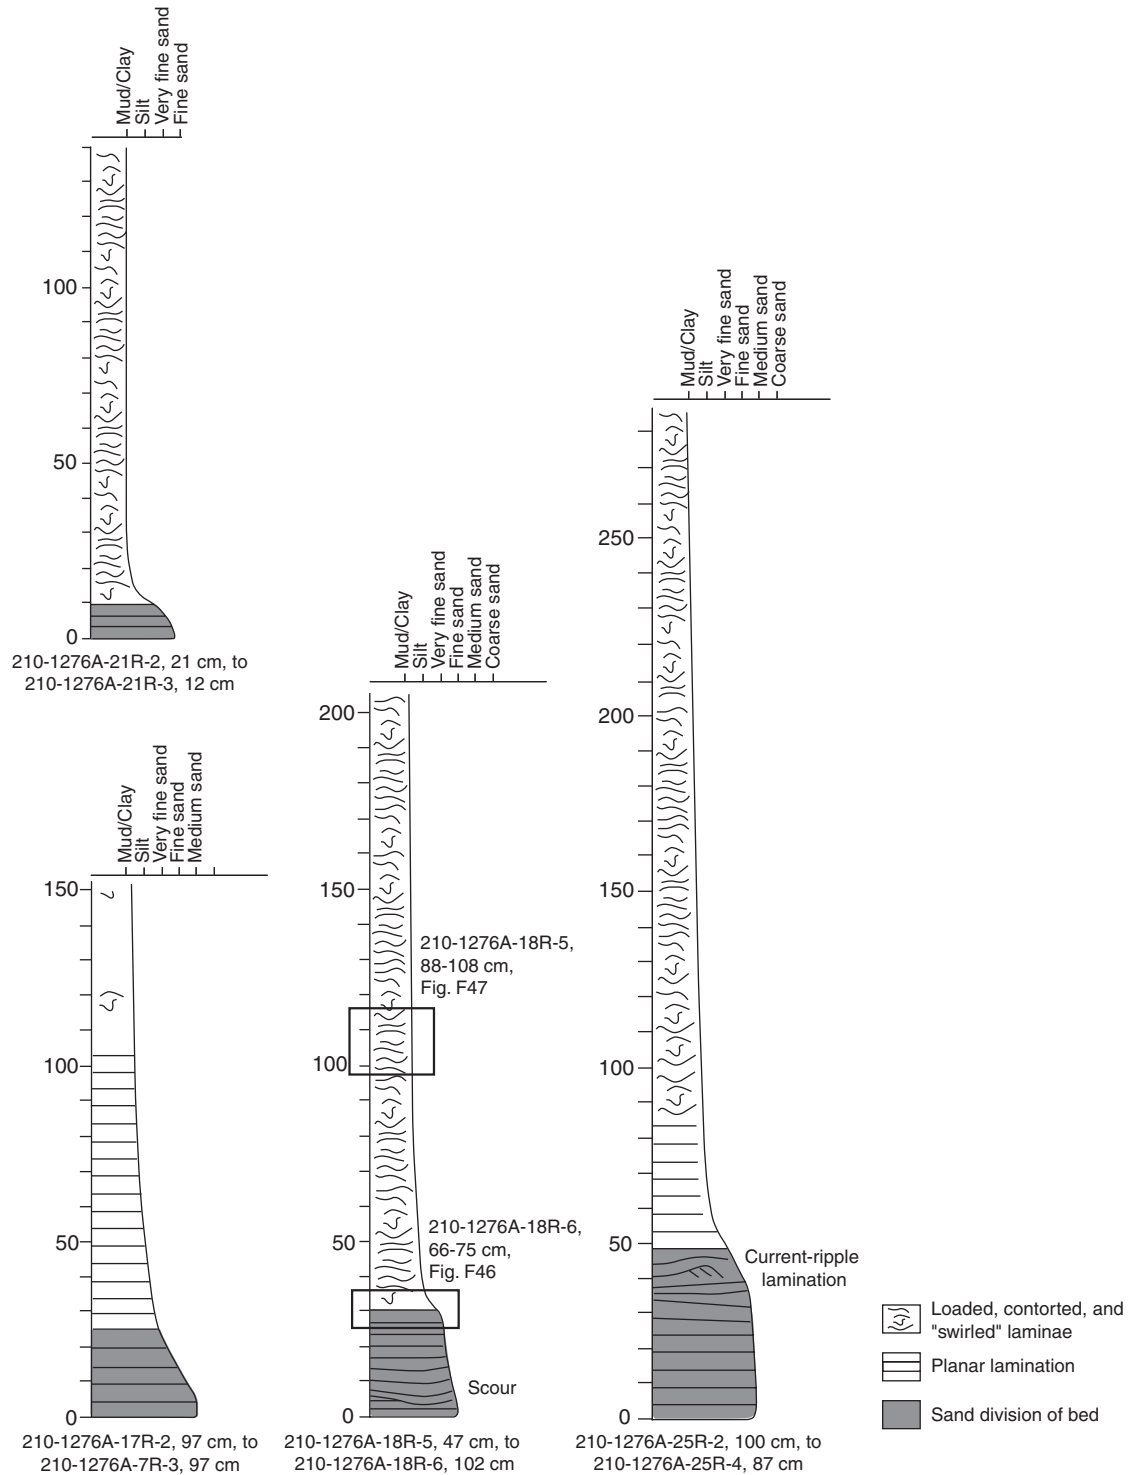 Mud/Clay
Silt
Very fine sand
Fine sand
100
50
0
210-1276A-21R-2, 21 cm, to
210-1276A-21R-3, 12 cm
Mud/Clay
Silt
Very fine sand
Fine sand
Medium sand
150
100
50
0
210-1276A-17R-2, 97 cm, to
210-1276A-7R-3, 97 cm
Mud/Clay
Silt
Very fine sand
Fine sand
Medium sand
Coarse sand
200
150
210-1276A-18R-5,
88-108 cm,
Fig. F47
100
50
210-1276A-18R-6,
66-75 cm,
Fig. F46
Scour
0
210-1276A-18R-5, 47 cm, to
210-1276A-18R-6, 102 cm
Mud/Clay
Silt
Very fine sand
Fine sand
Medium sand
Coarse sand
250
200
150
100
50
Current-ripple
lamination
0
210-1276A-25R-2, 100 cm, to
210-1276A-25R-4, 87 cm
Loaded, contorted, and
"swirled" laminae
Planar lamination
Sand division of bed